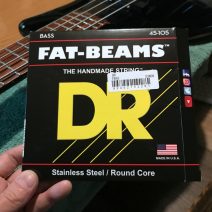 BASS
45-105
FAT-BEAMS™
THE HANDMADE STRING™
DR
MADE IN U.S.A.
Stainless Steel / Round Core